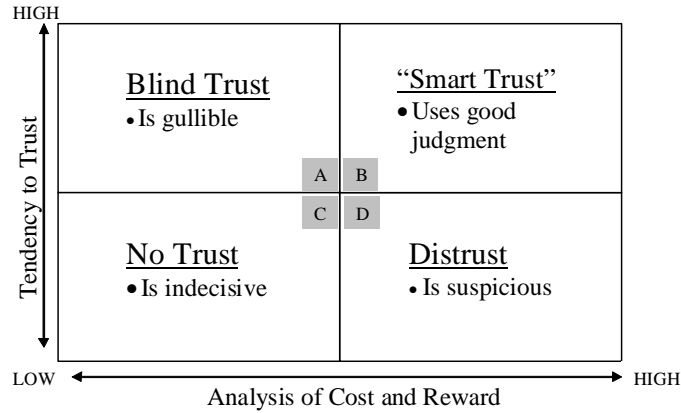 HIGH
Blind Trust
• Is gullible
“Smart Trust”
• Uses good
judgment
A
B
C
D
No Trust
• Is indecisive
Distrust
• Is suspicious
Tendency to Trust
LOW
HIGH
Analysis of Cost and Reward